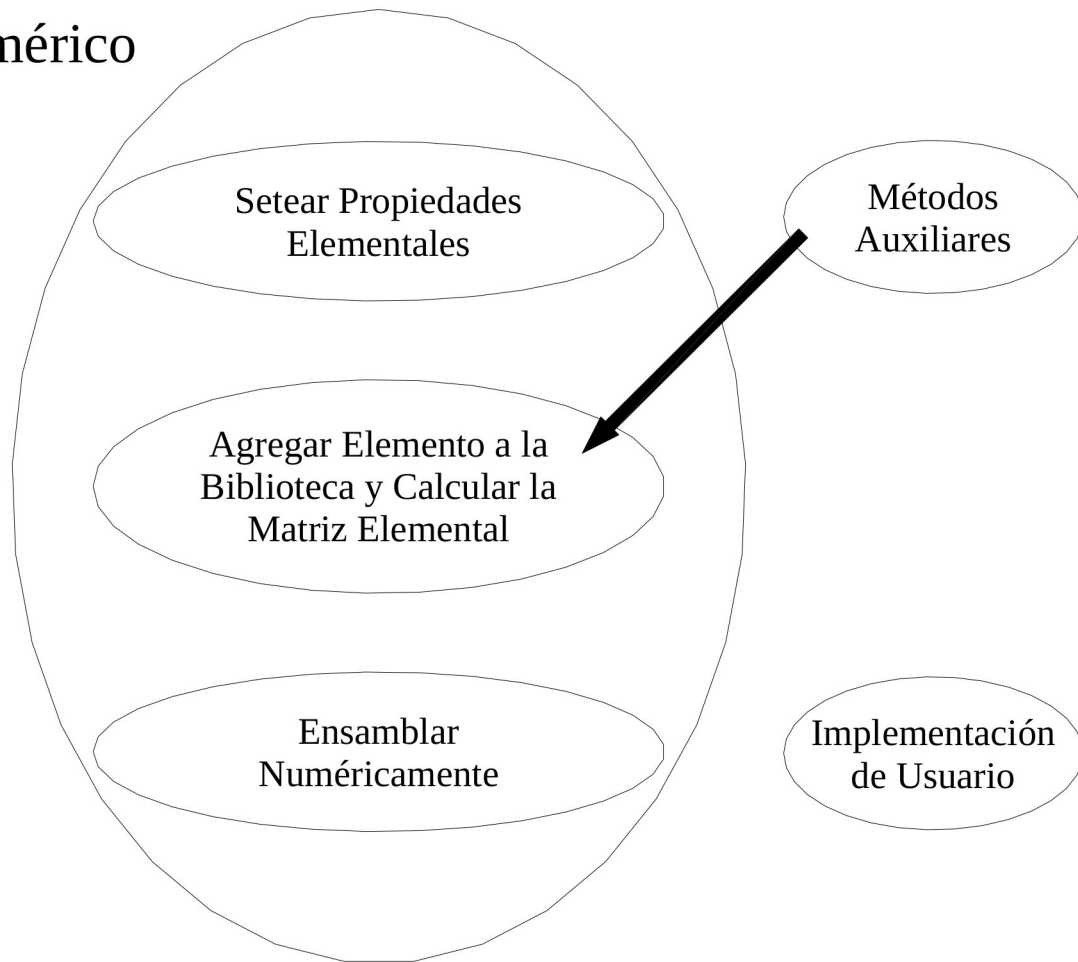 mérico
Setear Propiedades
Elementales
Métodos
Auxiliares
Agregar Elemento a la
Biblioteca y Calcular la
Matriz Elemental
Ensamblar
Numéricamente
Implementación
de Usuario